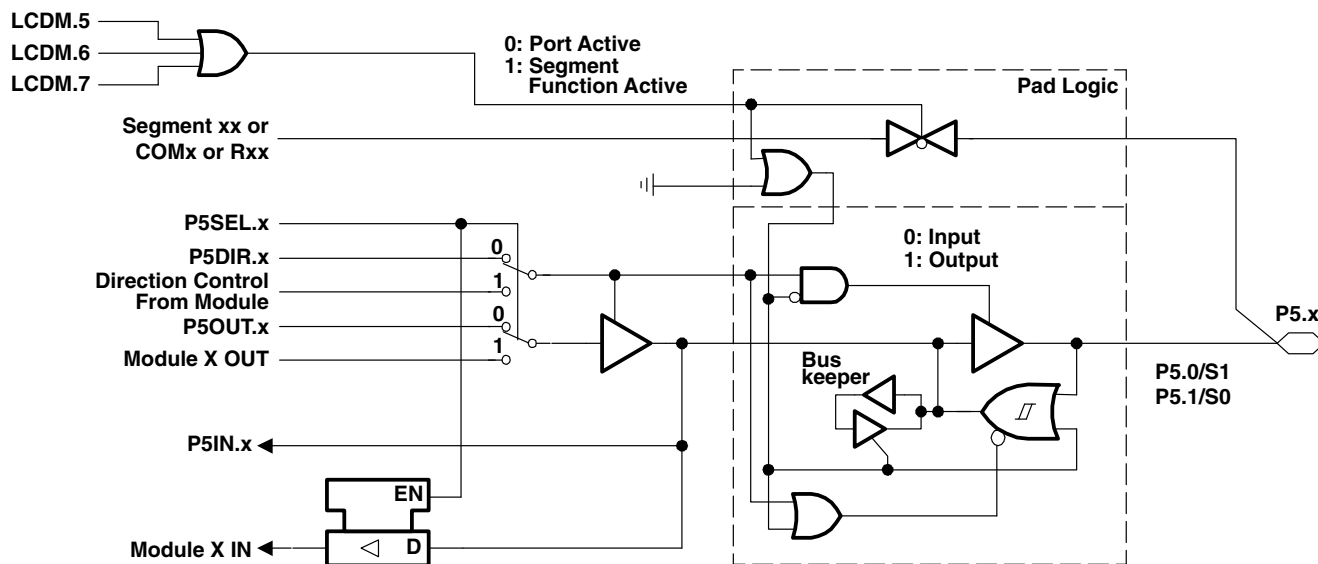 LCDM.5
LCDM.6
LCDM.7
0: Port Active
1: Segment
Function Active
Pad Logic
Segment xx or
COMx or Rxx
P5SEL.x
0
P5DIR.x
Direction Control
From Module
1
0
P5OUT.x
1
Module X OUT
0: Input
1: Output
P5.x
Bus
keeper
P5.0/S1
P5.1/S0
P5IN.x
EN
D
Module X IN